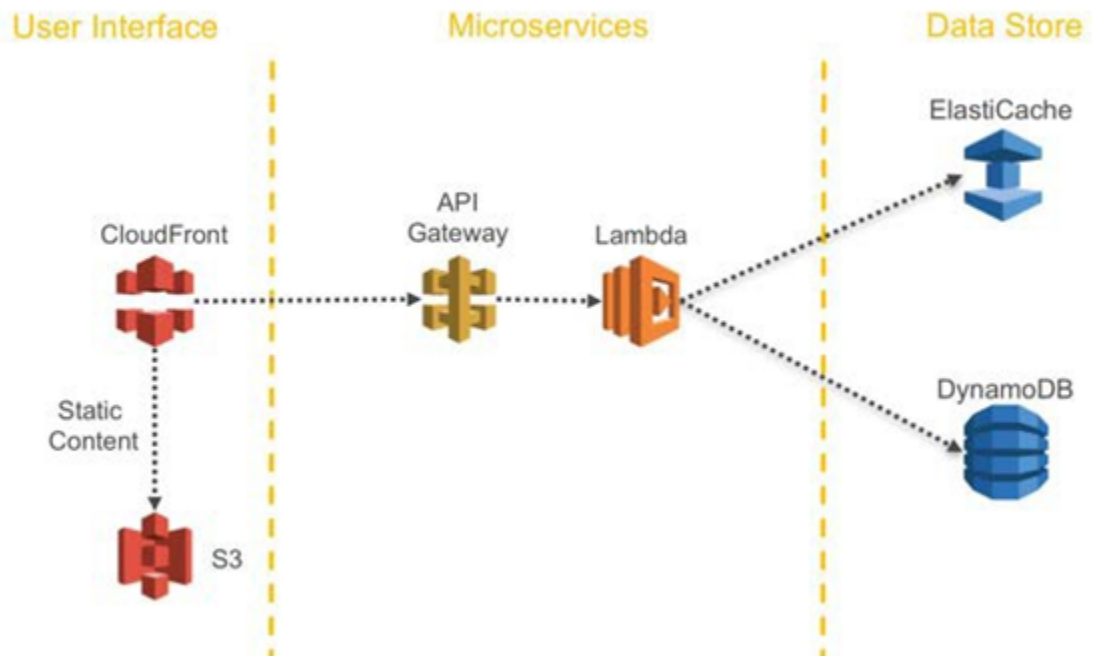 User Interface
Microservices
Data Store
ElastiCache
API
Gateway
CloudFront
Lambda
DynamoDB
Static
Content
S3